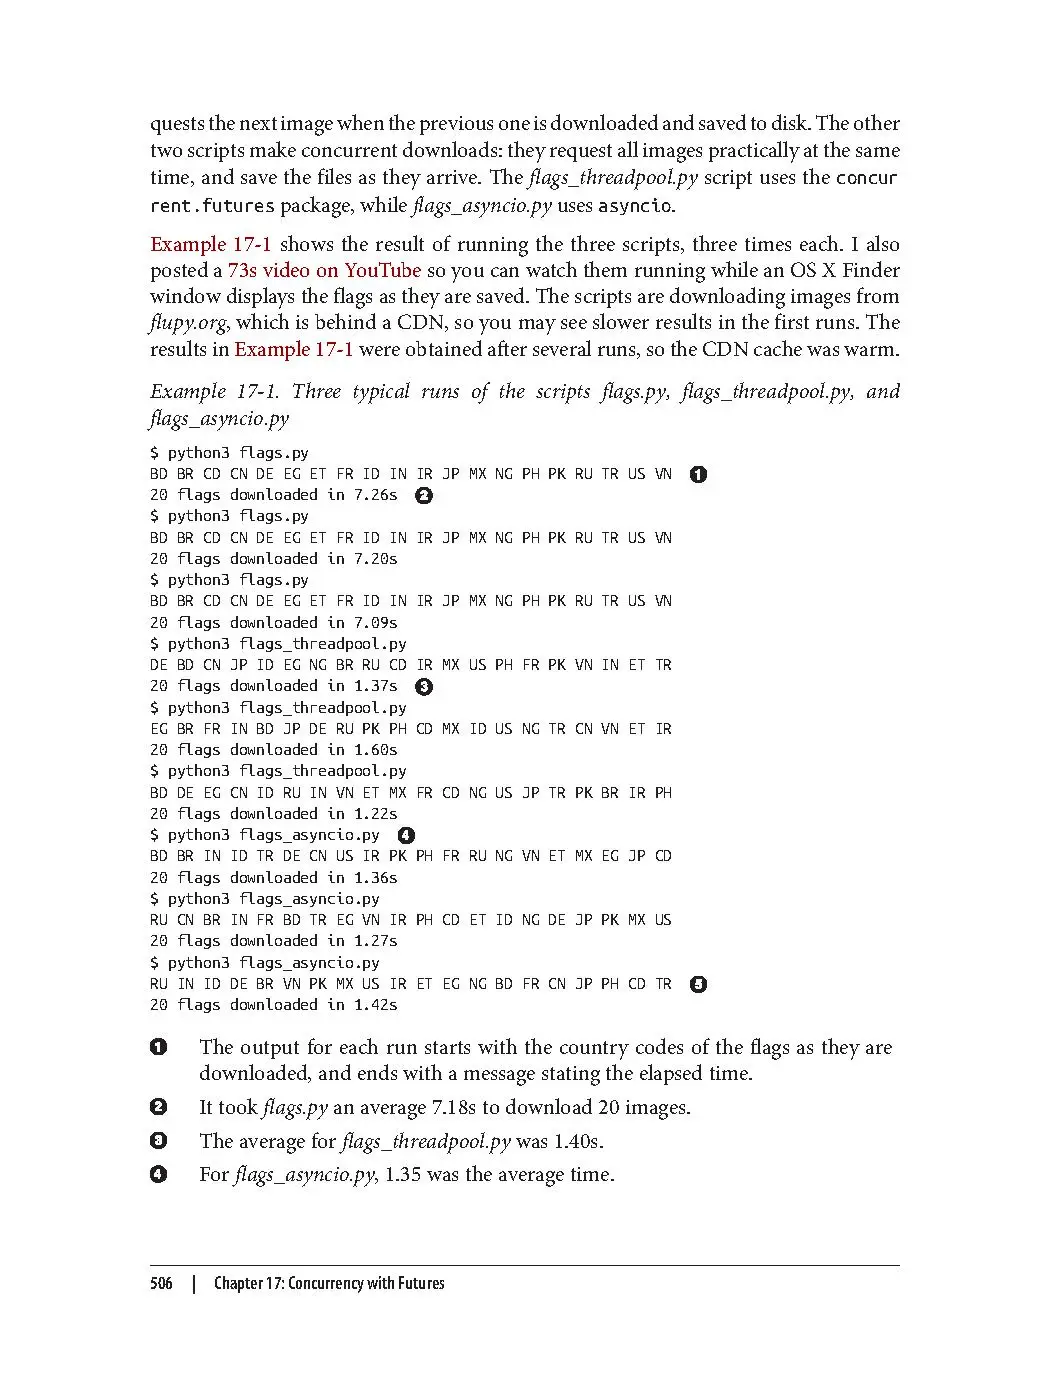 quests the next image when the previous one is downloaded and saved to disk. The other
two scripts make concurrent downloads: they request all images practically at the same
time, and save the files as they arrive. The flags_threadpool.py script uses the concur
rent.futures package, while flags_asyncio.py uses asyncio.
Example 17-1 shows the result of running the three scripts, three times each. I also
posted a 73s video on YouTube so you can watch them running while an OS X Finder
window displays the flags as they are saved. The scripts are downloading images from
flupy.org, which is behind a CDN, so you may see slower results in the first runs. The
results in Example 17-1 were obtained after several runs, so the CDN cache was warm.
Example 17-1. Three typical runs of the scripts flags.py, flags_threadpool.py, and
flags_asyncio.py
$ python3 flags.py
BD BR CD CN DE EG ET FR ID IN IR JP MX NG PH PK RU TR US VN 1
20 flags downloaded in 7.26s 2
$ python3 flags.py
BD BR CD CN DE EG ET FR ID IN IR JP MX NG PH PK RU TR US VN
20 flags downloaded in 7.20s
$ python3 flags.py
BD BR CD CN DE EG ET FR ID IN IR JP MX NG PH PK RU TR US VN
20 flags downloaded in 7.09s
$ python3 flags_threadpool.py
DE BD CN JP ID EG NG BR RU CD IR MX US PH FR PK VN IN ET TR
20 flags downloaded in 1.37s 3
$ python3 flags_threadpool.py
EG BR FR IN BD JP DE RU PK PH CD MX ID US NG TR CN VN ET IR
20 flags downloaded in 1.60s
$ python3 flags_threadpool.py
BD DE EG CN ID RU IN VN ET MX FR CD NG US JP TR PK BR IR PH
20 flags downloaded in 1.22s
$ python3 flags_asyncio.py 4
BD BR IN ID TR DE CN US IR PK PH FR RU NG VN ET MX EG JP CD
20 flags downloaded in 1.36s
$ python3 flags_asyncio.py
RU CN BR IN FR BD TR EG VN IR PH CD ET ID NG DE JP PK MX US
20 flags downloaded in 1.27s
$ python3 flags_asyncio.py
RU IN ID DE BR VN PK MX US IR ET EG NG BD FR CN JP PH CD TR 5
20 flags downloaded in 1.42s
1 The output for each run starts with the country codes of the flags as they are
downloaded, and ends with a message stating the elapsed time.
2 It took flags.py an average 7.18s to download 20 images.
3 The average for flags_threadpool.py was 1.40s.
4 For flags_asyncio.py, 1.35 was the average time.
506 | Chapter 17: Concurrency with Futures